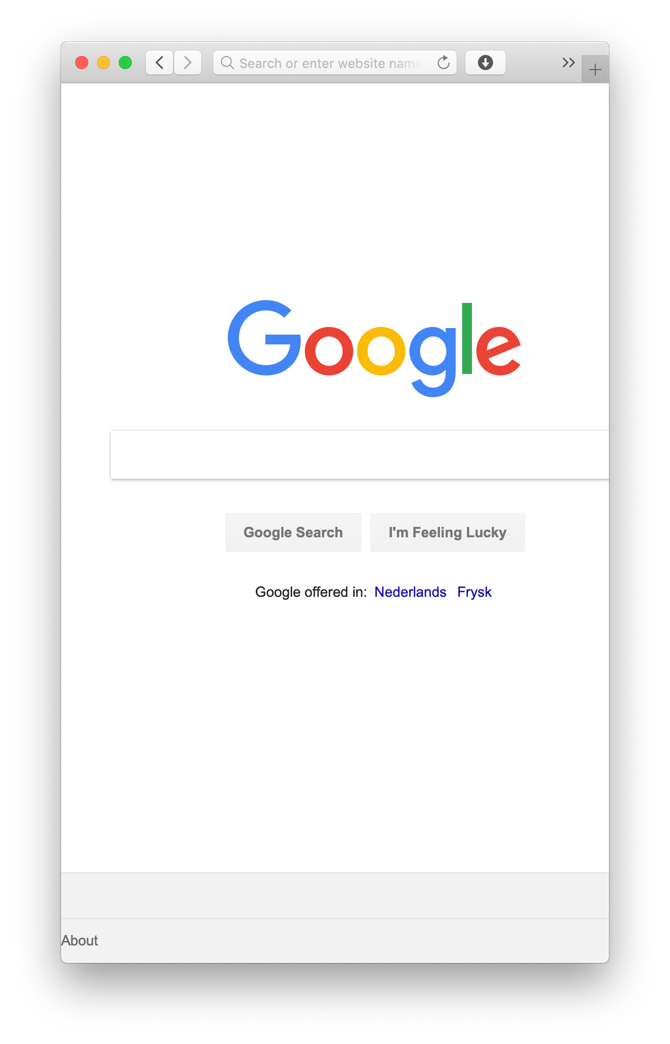 Search or enter website name
Google
Google Search
I'm Feeling Lucky
Google offered in: Nederlands Frysk
About